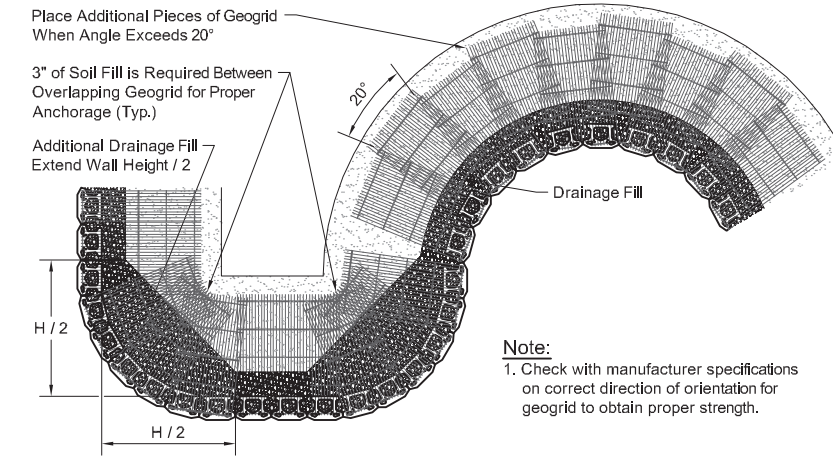 Place Additional Pieces of Geogrid
When Angle Exceeds 20°
3" of Soil Fill is Required Between
Overlapping Geogrid for Proper
Anchorage (Typ.)
Additional Drainage Fill
Extend Wall Height / 2
20°
Drainage Fill
H / 2
H / 2
Note:
1. Check with manufacturer specifications
on correct direction of orientation for
geogrid to obtain proper strength.